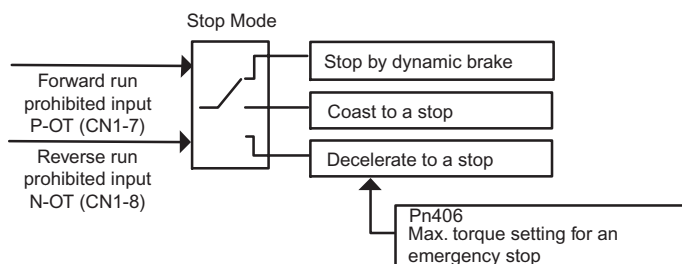 Stop Mode
Forward run
prohibited input
P-OT (CN1-7)
Reverse run
prohibited input
N-OT (CN1-8)
Stop by dynamic brake
Coast to a stop
Decelerate to a stop
Pn406
Max. torque setting for an
emergency stop